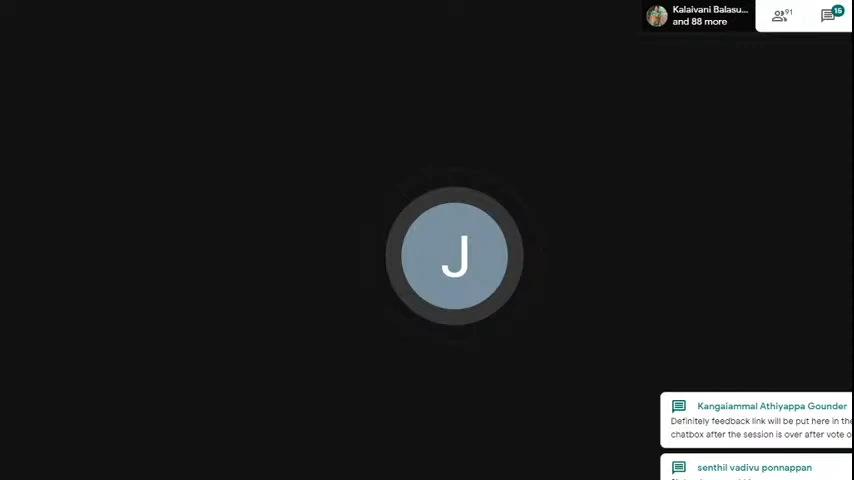 Kalaivani Balasu...
and 88 more
91
15
J
Kangaiammal Athiyappa Gounder
Definitely feedback link will be put here in the
chatbox after the session is over after vote o
senthil vadivu ponnappan